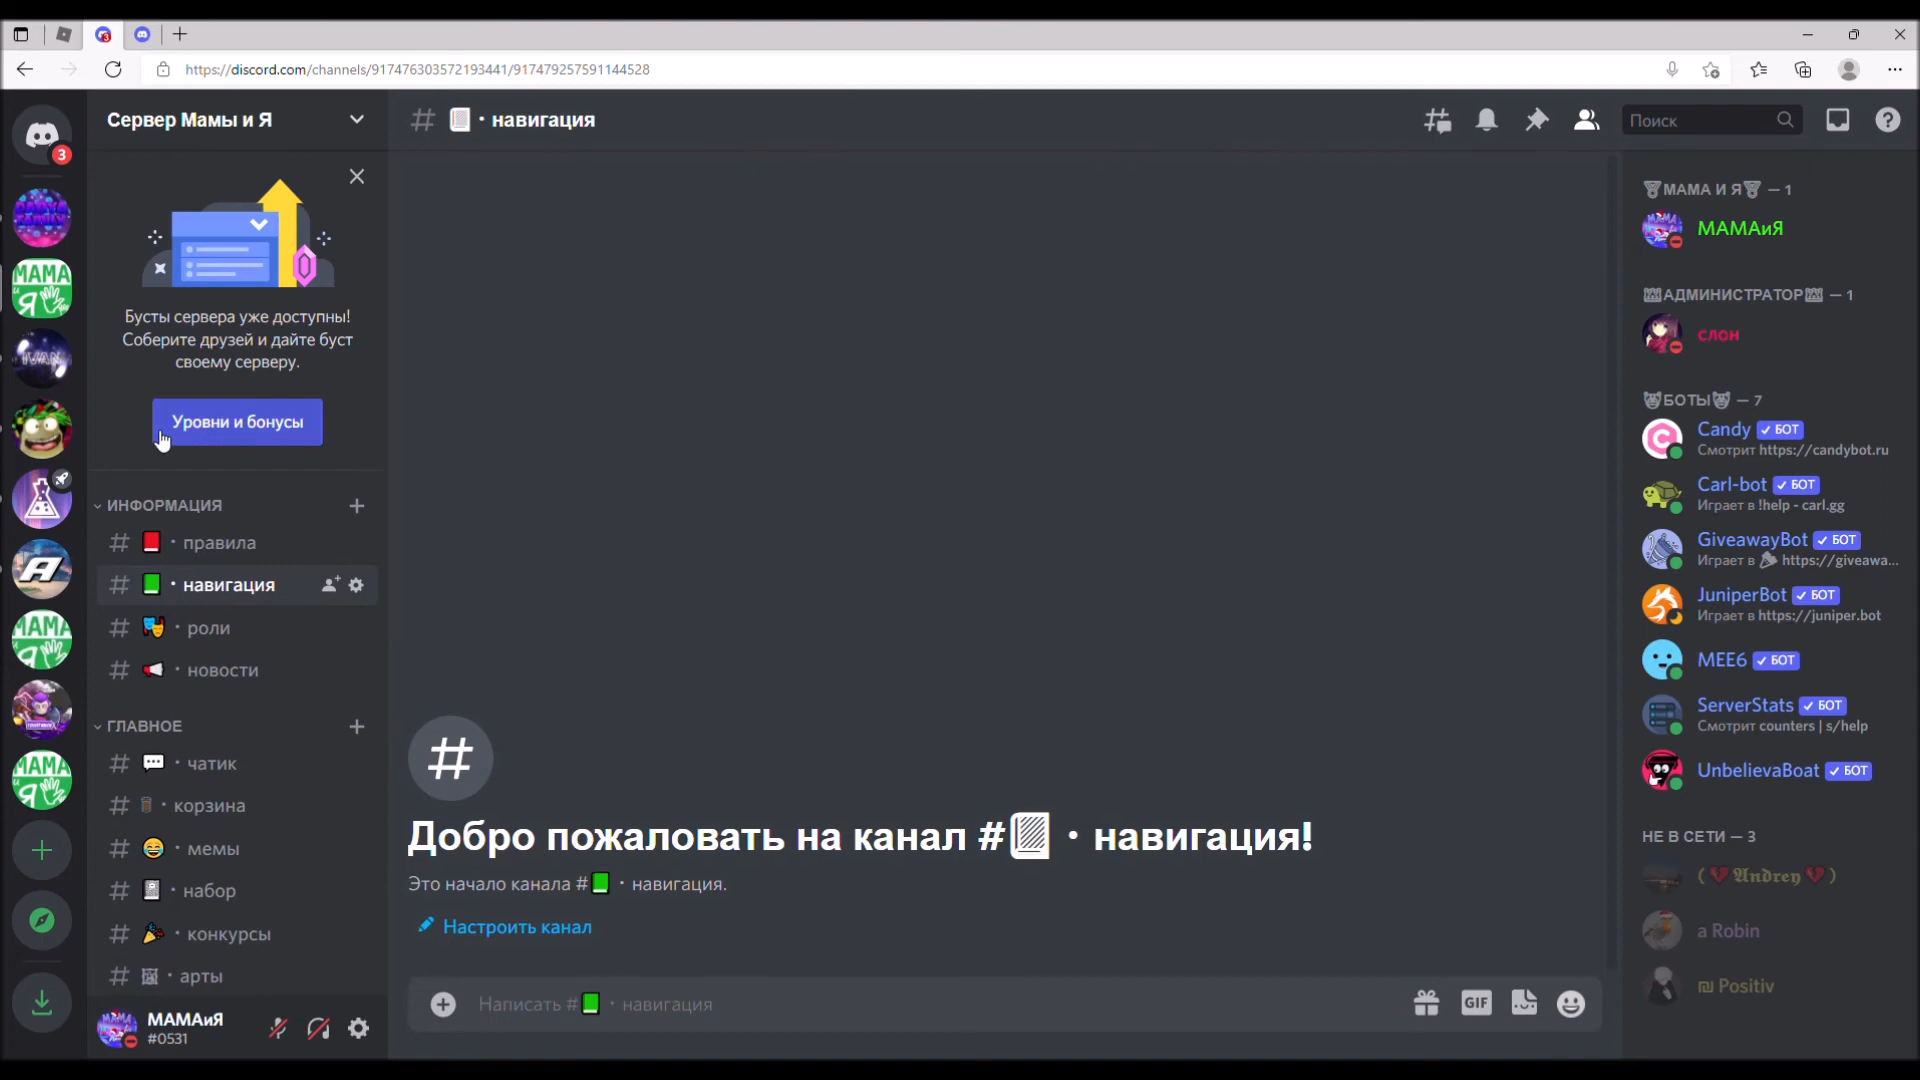 https://discord.com/channels/917476303572193441/917479257591144528
Сервер Мамы и Я
# 📗・навигация
Поиск
3
Бусты сервера уже доступны!
Соберите друзей и дайте буст
своему серверу.
Уровни и бонусы
ИНФОРМАЦИЯ
# 📕・правила
# 📗・навигация
# 🎭・роли
# 📢・новости
ГЛАВНОЕ
# 💬・чатик
# 🗑・корзина
# 😂・мемы
# 📓・набор
# 🎉・конкурсы
# 🖼・арты
МАМАиЯ
#0531
МАМА
и Я
IVAN
МАМА
и Я
МАМА
и Я
Добро пожаловать на канал #📗・навигация!
Это начало канала #📗・навигация.
Настроить канал
Написать #📗・навигация
GIF
🎖МАМА И Я🎖 — 1
МАМАиЯ
👑АДМИНИСТРАТОР👑 — 1
слон
БОТЫ — 7
Candy ✓ БОТ
Смотрит https://candybot.ru
Carl-bot ✓ БОТ
Играет в !help - carl.gg
GiveawayBot ✓ БОТ
Играет в 🎉 https://giveawa...
JuniperBot ✓ БОТ
Играет в https://juniper.bot
MEE6 ✓ БОТ
ServerStats ✓ БОТ
Смотрит counters | s/help
UnbelievaBoat ✓ БОТ
НЕ В СЕТИ — 3
(💔𝕬𝖓𝖉𝖗𝖊𝖞💔)
a Robin
₪ Positiv